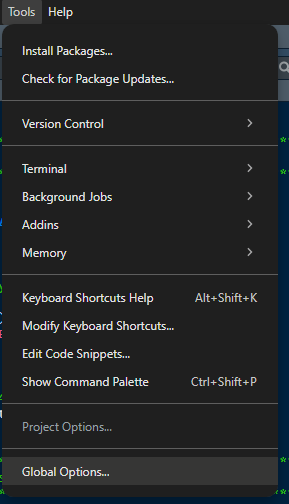 Tools Help
Install Packages...
Check for Package Updates...
Version Control
Terminal
Background Jobs
Addins
Memory
Keyboard Shortcuts Help Alt+Shift+K
Modify Keyboard Shortcuts...
Edit Code Snippets...
Show Command Palette Ctrl+Shift+P
Project Options...
Global Options...